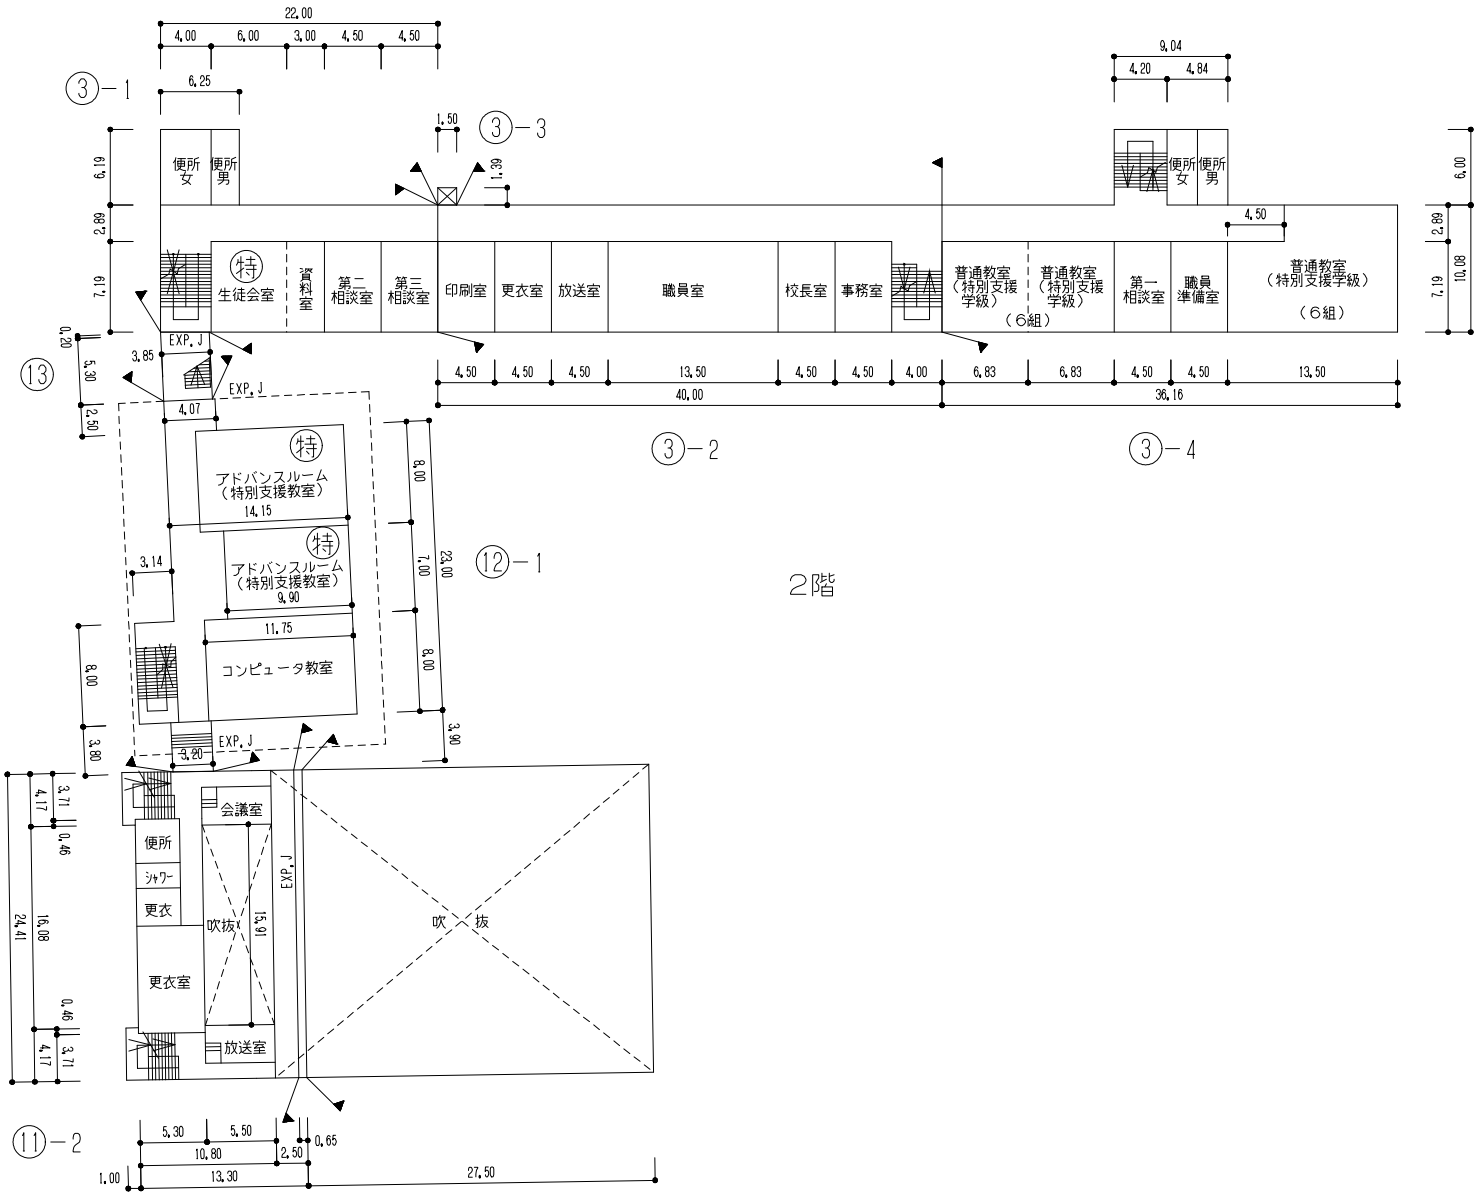 22.00
4.00 6.00 3.00 4.50 4.50
9.04
4.20 4.84
③-1
6.25
1.50
③-3
1.39
6.19
2.89
7.19
0.20
便所
女
便所
男
便所
女
便所
男
6.00
2.89
10.80
7.19
4.50
特
生徒会室
資料室
第二
相談室
第三
相談室
印刷室
更衣室
放送室
職員室
校長室
事務室
普通教室
(特別支援
学級)
普通教室
(特別支援
学級)
(6組)
第一
相談室
職員
準備室
普通教室
(特別支援学級)
(6組)
EXP.J
3.85
⑬
5.30
2.50
EXP.J
4.07
4.50 4.50 4.50 13.50 4.50 4.50 4.00 6.83 6.83 4.50 4.50 13.50
40.00 36.16
③-2
③-4
特
アドバンスルーム
(特別支援教室)
14.15
8.00
特
アドバンスルーム
(特別支援教室)
9.90
7.00
23.00
⑫-1
3.14
2階
11.75
コンピュータ教室
8.00
8.00
3.80
EXP.J
3.20
3.90
会議室
便所
シャワー
更衣
更衣室
吹抜
15.91
EXP.J
吹 抜
放送室
3.71
4.17
0.46
16.08
24.41
0.46
3.71
4.17
⑪-2
5.30 5.50 0.65
10.80 2.50
1.00 13.30 27.50